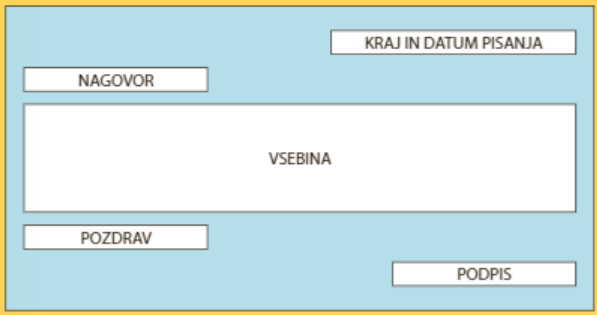 KRAJ IN DATUM PISANJA
NAGOVOR
VSEBINA
POZDRAV
PODPIS